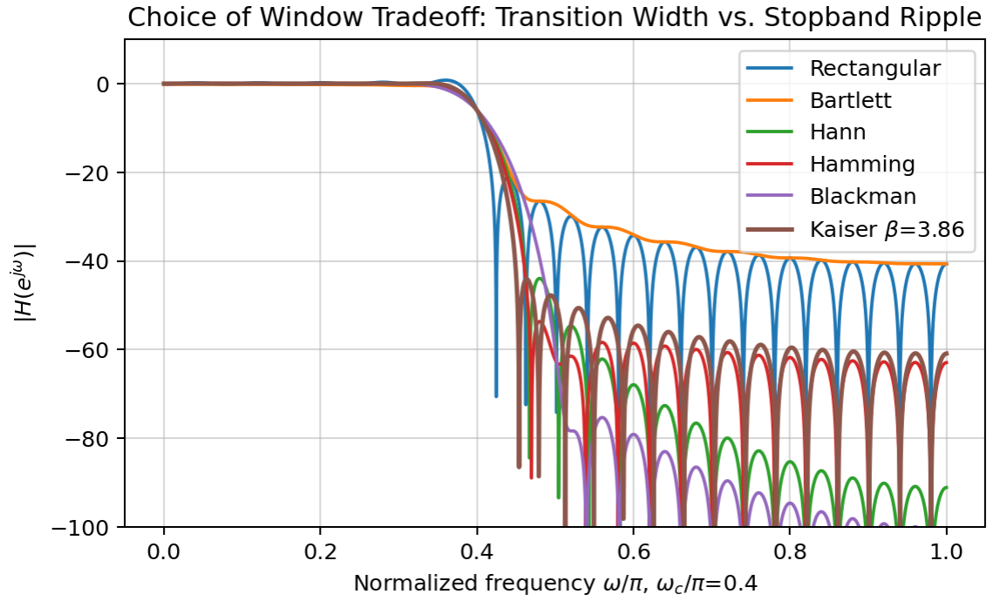 Choice of Window Tradeoff: Transition Width vs. Stopband Ripple
|H(e^{jω})|
0
−20
−40
−60
−80
−100
Rectangular
Bartlett
Hann
Hamming
Blackman
Kaiser β=3.86
0.0 0.2 0.4 0.6 0.8 1.0
Normalized frequency ω/π, ω_c/π=0.4